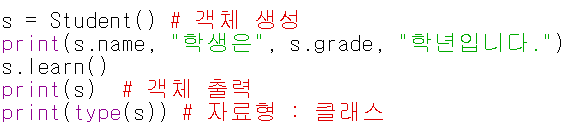 s = Student() # 객체 생성
print(s.name, "학생은", s.grade, "학년입니다.")
s.learn()
print(s)  # 객체 출력
print(type(s)) # 자료형 : 클래스